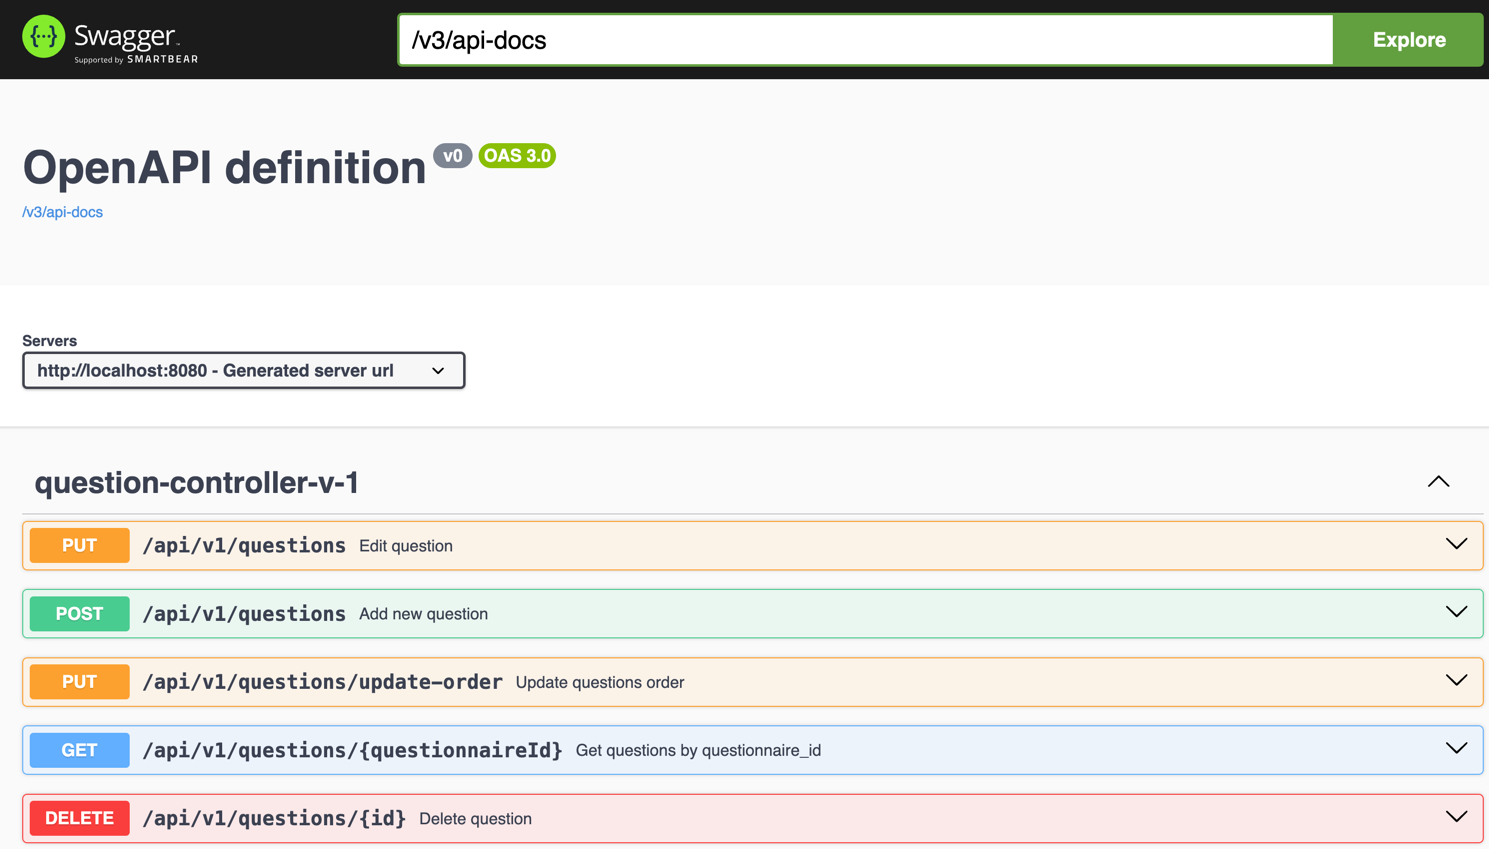 {···} Swagger™
Supported by SMARTBEAR
/v3/api-docs
Explore
OpenAPI definition v0 OAS 3.0
/v3/api-docs
Servers
http://localhost:8080 - Generated server url
question-controller-v-1
PUT /api/v1/questions Edit question
POST /api/v1/questions Add new question
PUT /api/v1/questions/update-order Update questions order
GET /api/v1/questions/{questionnaireId} Get questions by questionnaire_id
DELETE /api/v1/questions/{id} Delete question